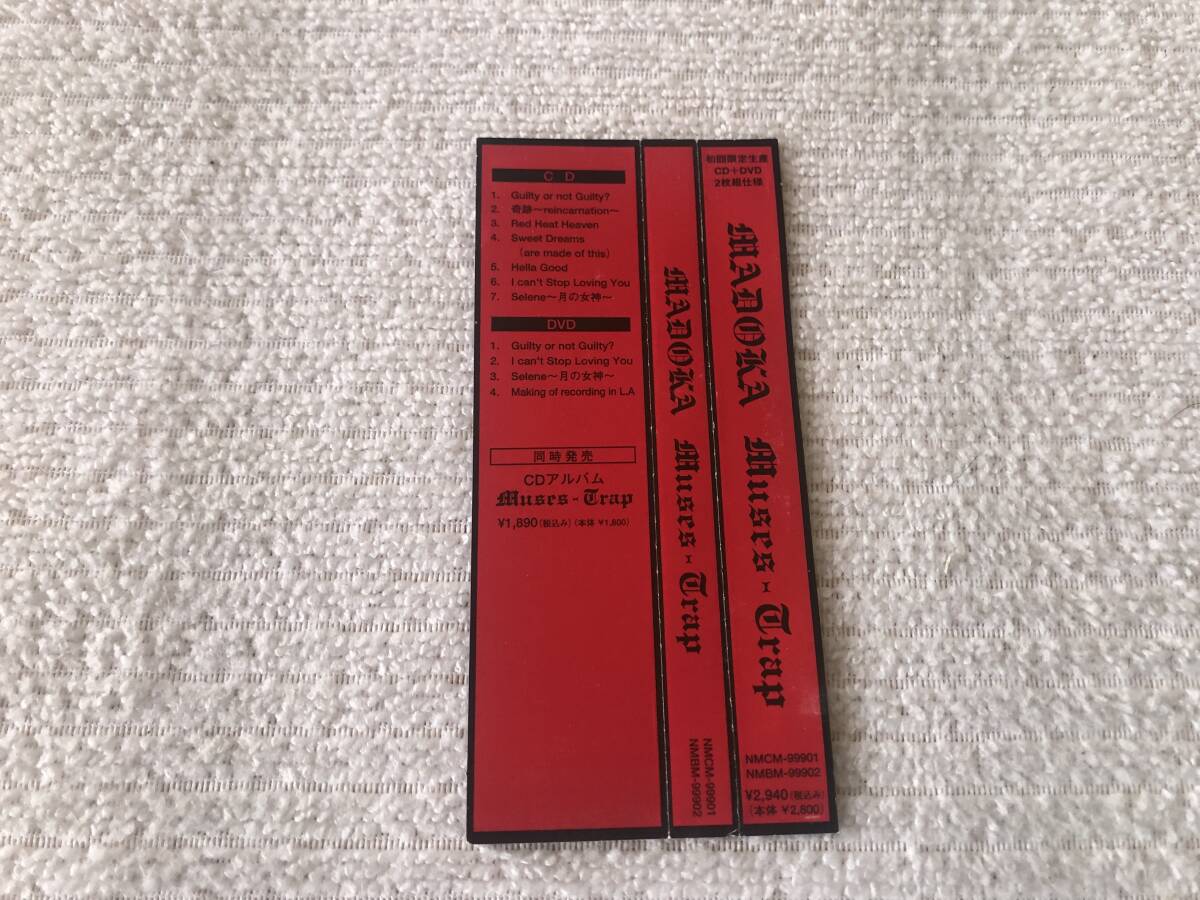 CD
1. Guilty or not Guilty?
2. 奇跡〜reincarnation〜
3. Red Heat Heaven
4. Sweet Dreams
(are made of this)
5. Hella Good
6. I can't Stop Loving You
7. Selene〜月の女神〜
DVD
1. Guilty or not Guilty?
2. I can't Stop Loving You
3. Selene〜月の女神〜
4. Making of recording in L.A
同時発売
CDアルバム
Muses-Trap
¥1,890(税込み)(本体 ¥1,800)
MADOKA Muses-Trap
NMCM-99901
NMBM-99902
初回限定生産
CD+DVD
2枚組仕様
MADOKA Muses-Trap
NMCM-99901
NMBM-99902
¥2,940(税込み)
(本体 ¥2,800)